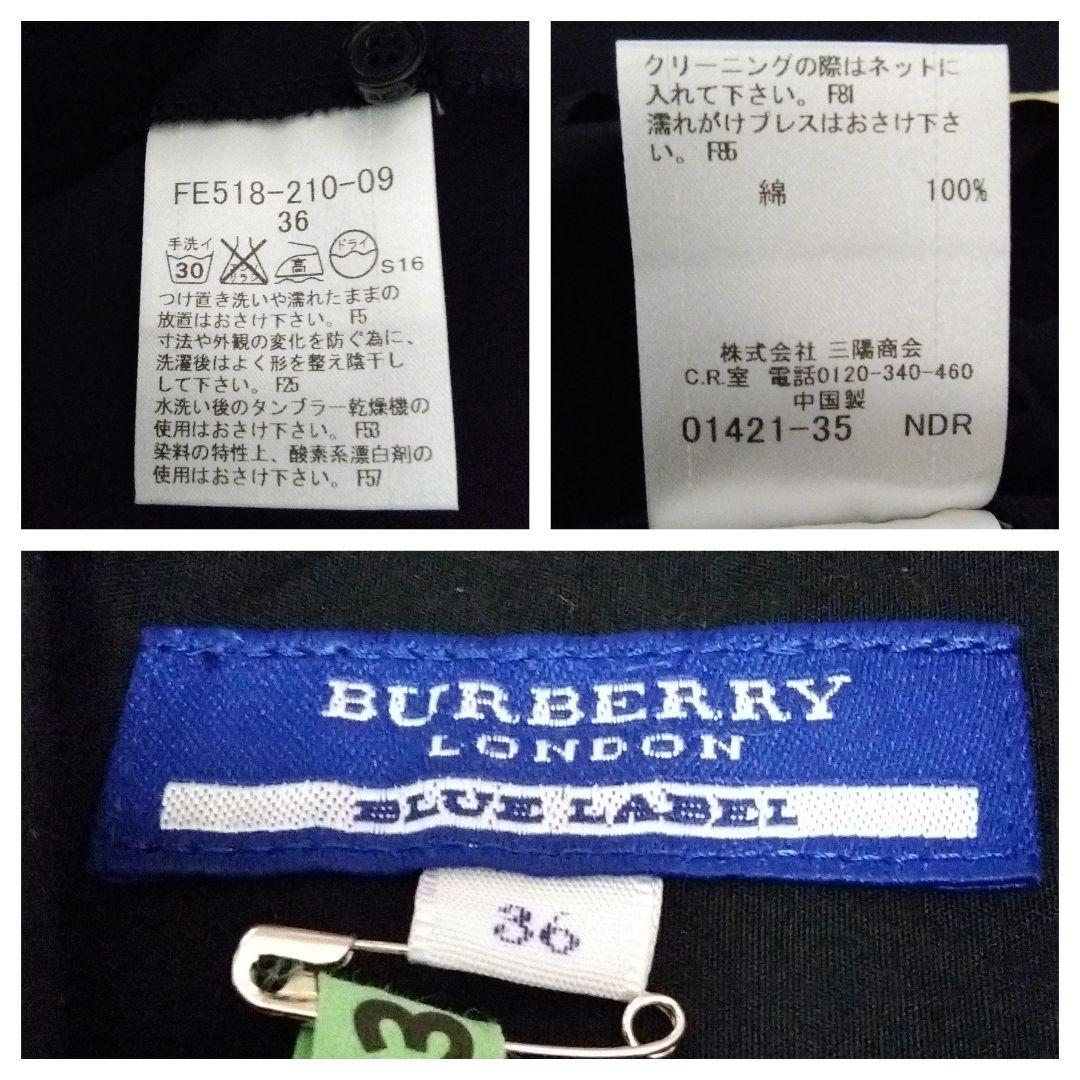 FE518-210-09
36
手洗イ
30
高
ドライ
S16
つけ置き洗いや濡れたままの
放置はおさけ下さい。 F5
寸法や外観の変化を防ぐ為に、
洗濯後はよく形を整え陰干し
して下さい。 F25
水洗い後のタンブラー乾燥機の
使用はおさけ下さい。 F53
染料の特性上、酸素系漂白剤の
使用はおさけ下さい。 F57
クリーニングの際はネットに
入れて下さい。 F81
濡れがけプレスはおさけ下さ
い。 F85
綿 100%
株式会社 三陽商会
C.R.室 電話0120-340-460
中国製
01421-35 NDR
BURBERRY
LONDON
BLUE LABEL
36
3